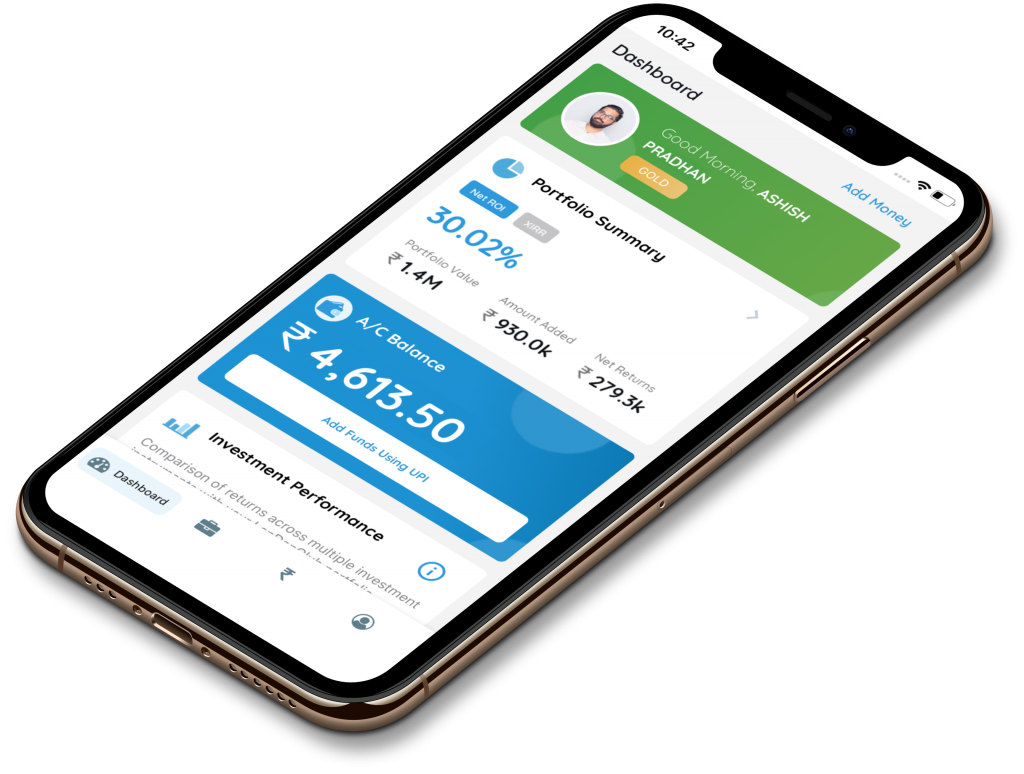 10:42
Dashboard
Add Money
Good Morning, ASHISH
PRADHAN
GOLD
Portfolio Summary
Net ROI
XIRR
30.02%
Portfolio Value
₹ 1.4M
Amount Added
₹ 930.0k
Net Returns
₹ 279.3k
A/C Balance
₹ 4,613.50
Add Funds Using UPI
Investment Performance
Comparison of returns across multiple investment
Dashboard
₹